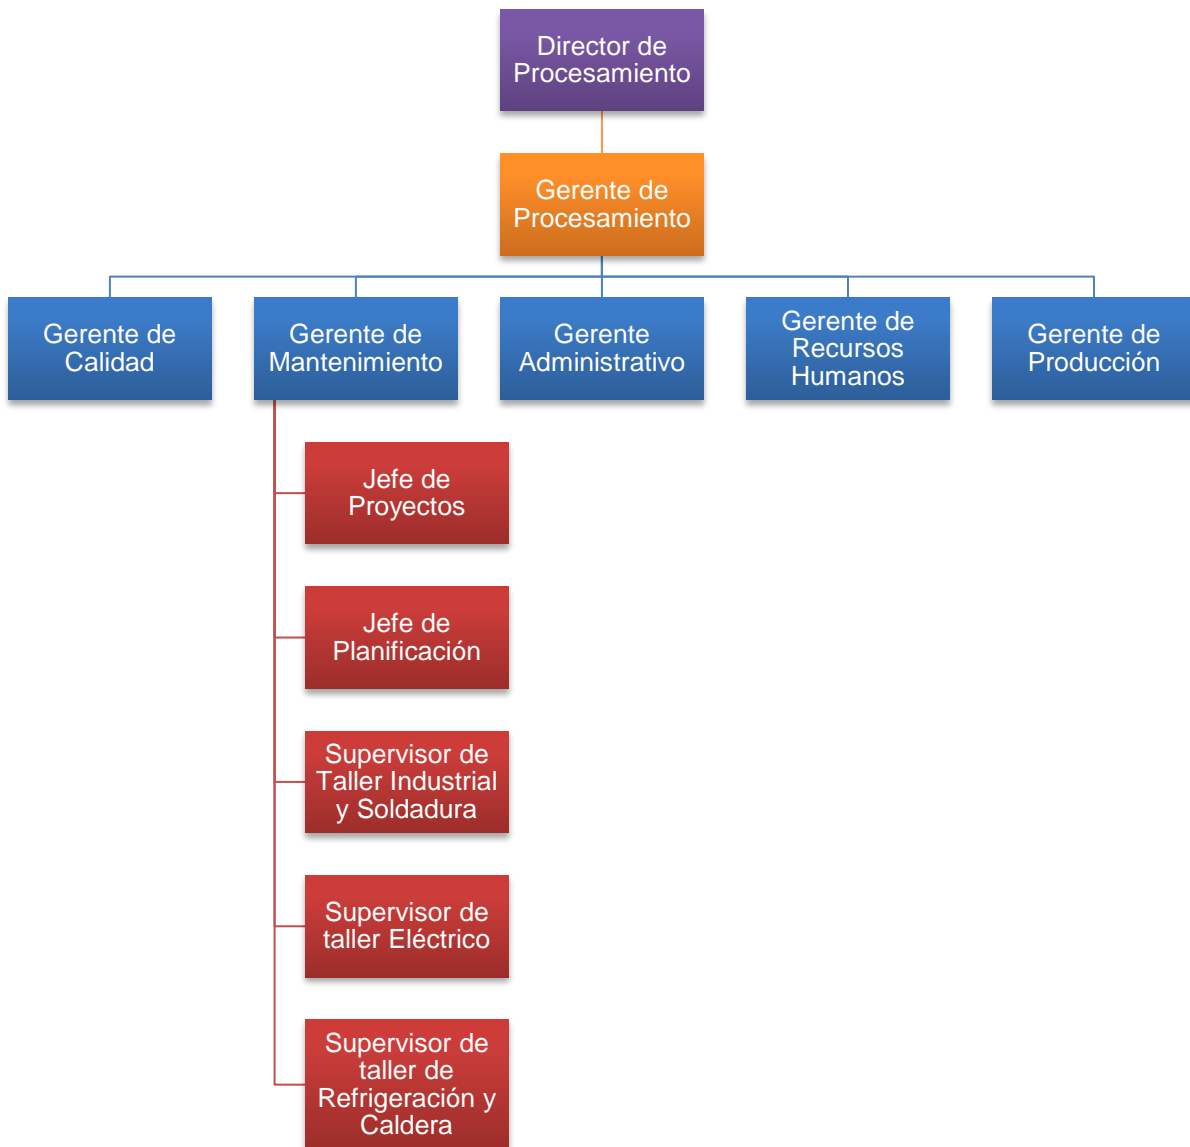 Director de
Procesamiento
Gerente de
Procesamiento
Gerente de
Calidad
Gerente de
Mantenimiento
Gerente
Administrativo
Gerente de
Recursos
Humanos
Gerente de
Producción
Jefe de
Proyectos
Jefe de
Planificación
Supervisor de
Taller Industrial
y Soldadura
Supervisor de
taller Eléctrico
Supervisor de
taller de
Refrigeración y
Caldera